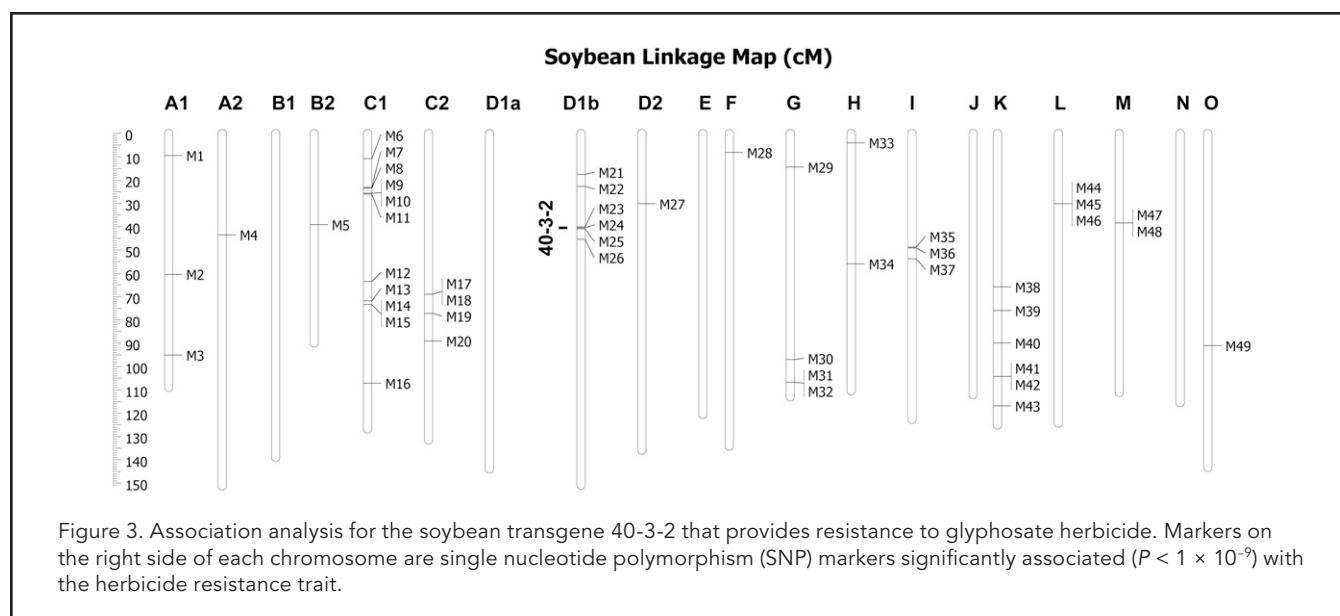 Soybean Linkage Map (cM)
A1 A2 B1 B2 C1 C2 D1a D1b D2 E F G H I J K L M N O
0
10
20
30
40
50
60
70
80
90
100
110
120
130
140
150
M1
M2
M3
M4
M5
M6
M7
M8
M9
M10
M11
M12
M13
M14
M15
M16
M17
M18
M19
M20
40-3-2
M21
M22
M23
M24
M25
M26
M27
M28
M29
M30
M31
M32
M33
M34
M35
M36
M37
M38
M39
M40
M41
M42
M43
M44
M45
M46
M47
M48
M49
Figure 3. Association analysis for the soybean transgene 40-3-2 that provides resistance to glyphosate herbicide. Markers on
the right side of each chromosome are single nucleotide polymorphism (SNP) markers significantly associated (P < 1 × 10⁻⁹) with
the herbicide resistance trait.